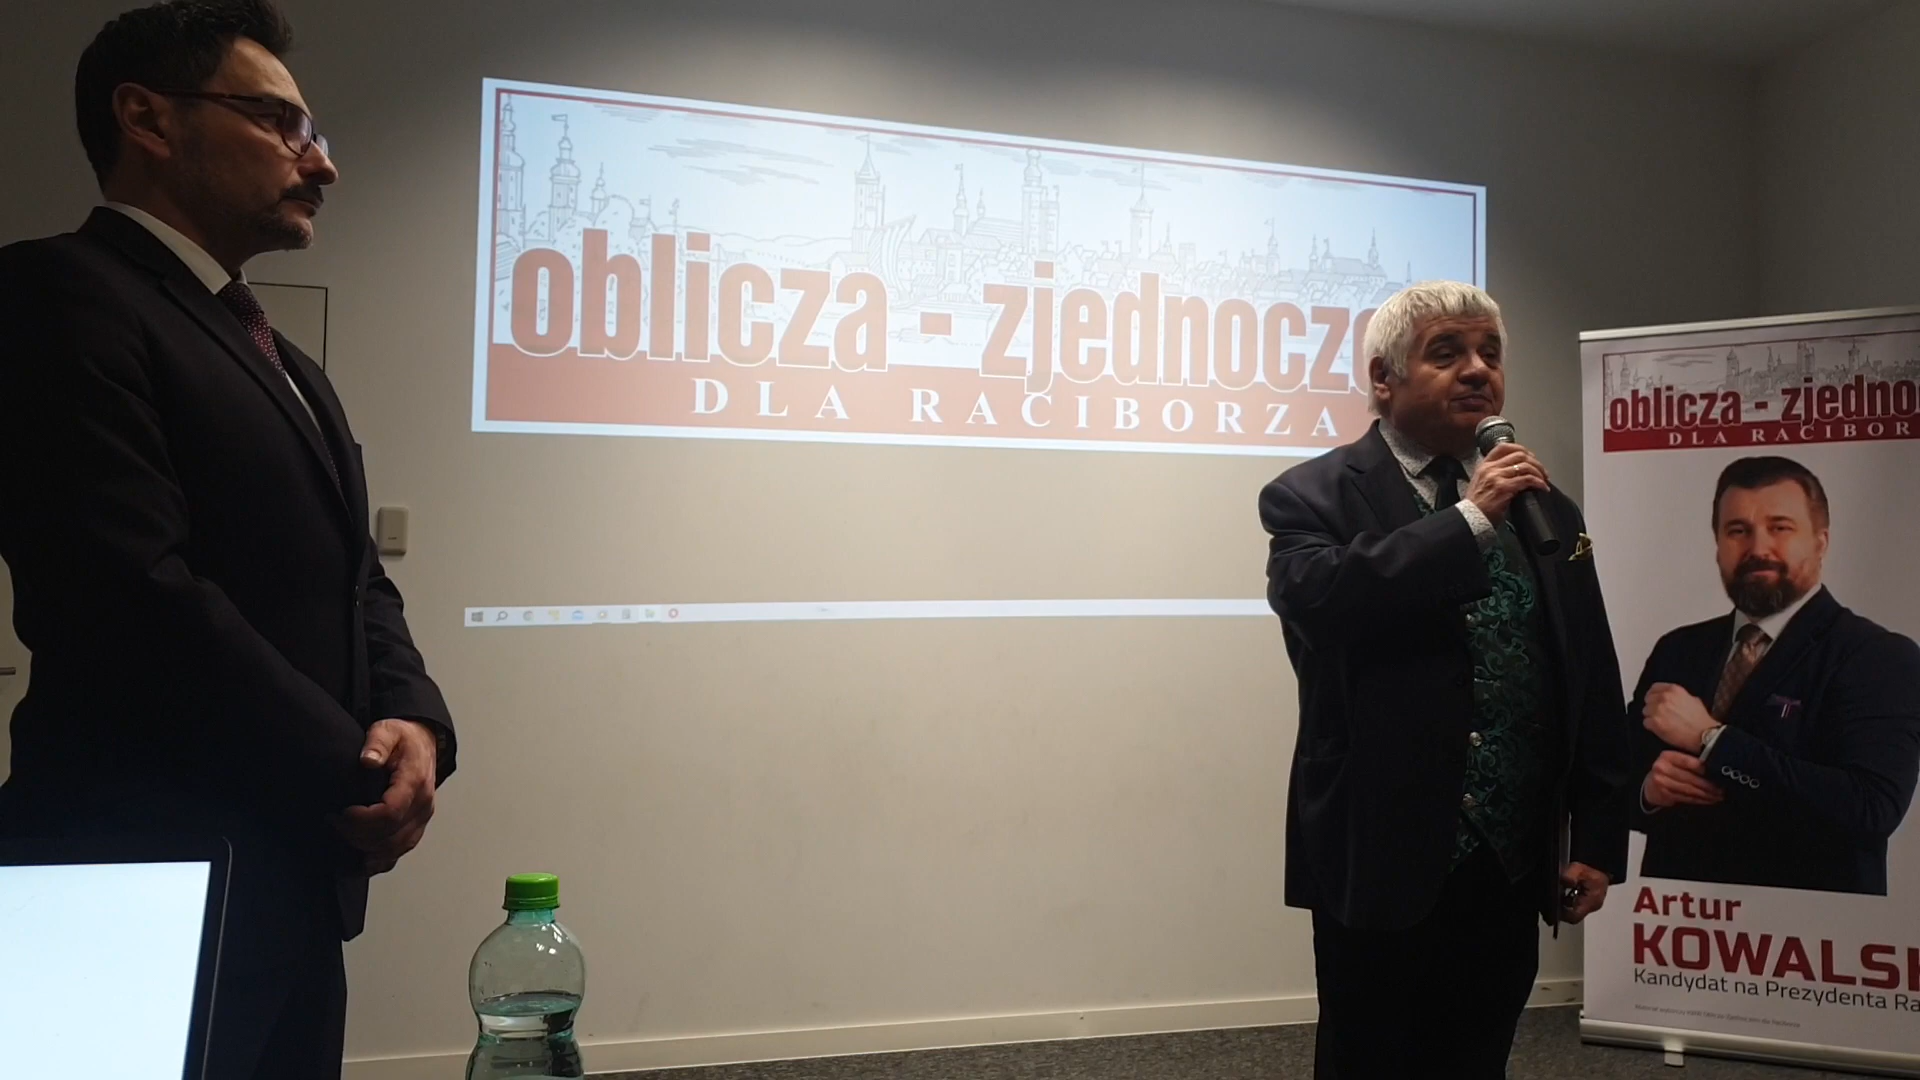 oblicza - zjednocze
DLA RACIBORZA
oblicza - zjedno
DLA RACIBOR
Artur
KOWALSK
Kandydat na Prezydenta Ra